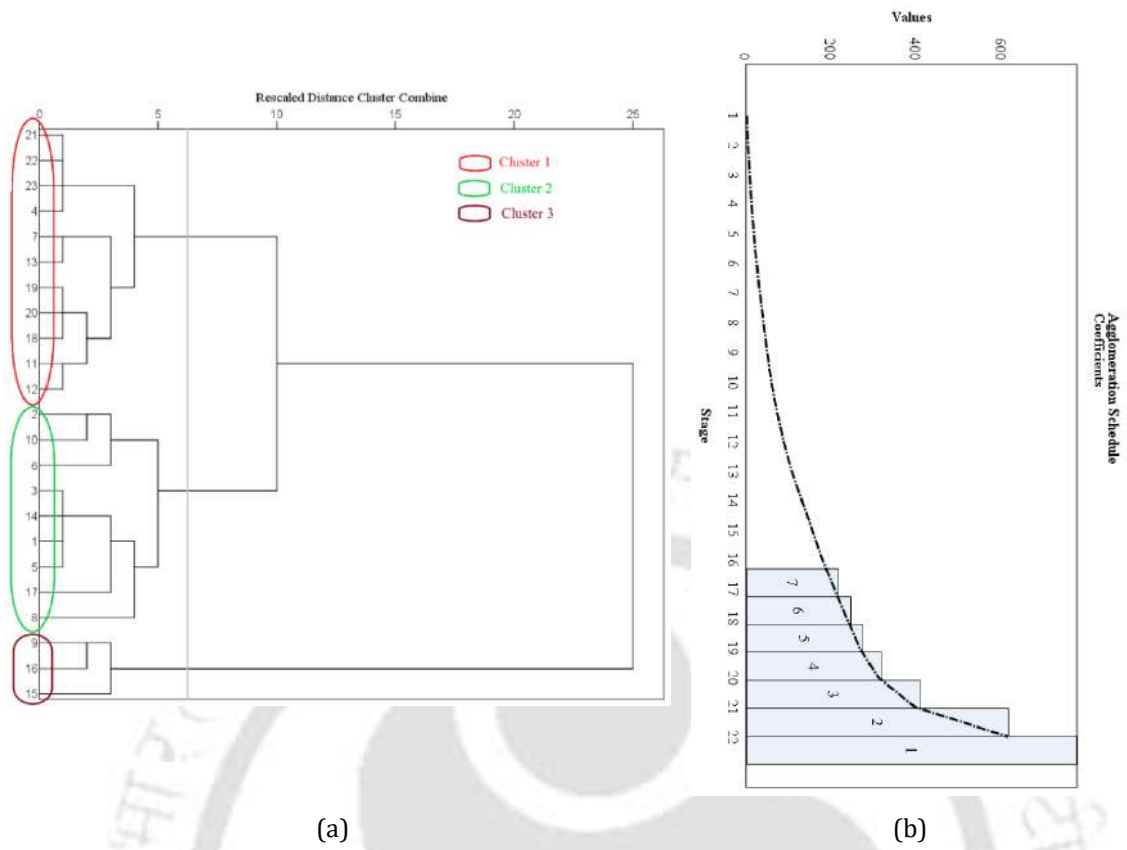 Rescaled Distance Cluster Combine
0 5 10 15 20 25
21
22
23
4
7
13
19
20
18
11
12
2
10
6
3
14
1
5
17
8
9
16
15
Cluster 1
Cluster 2
Cluster 3
(a)
Agglomeration Schedule
Coefficients
Values
0 200 400 600
1 2 3 4 5 6 7 8 9 10 11 12 13 14 15 16 17 18 19 20 21 22
Stage
7
6
5
4
3
2
1
(b)